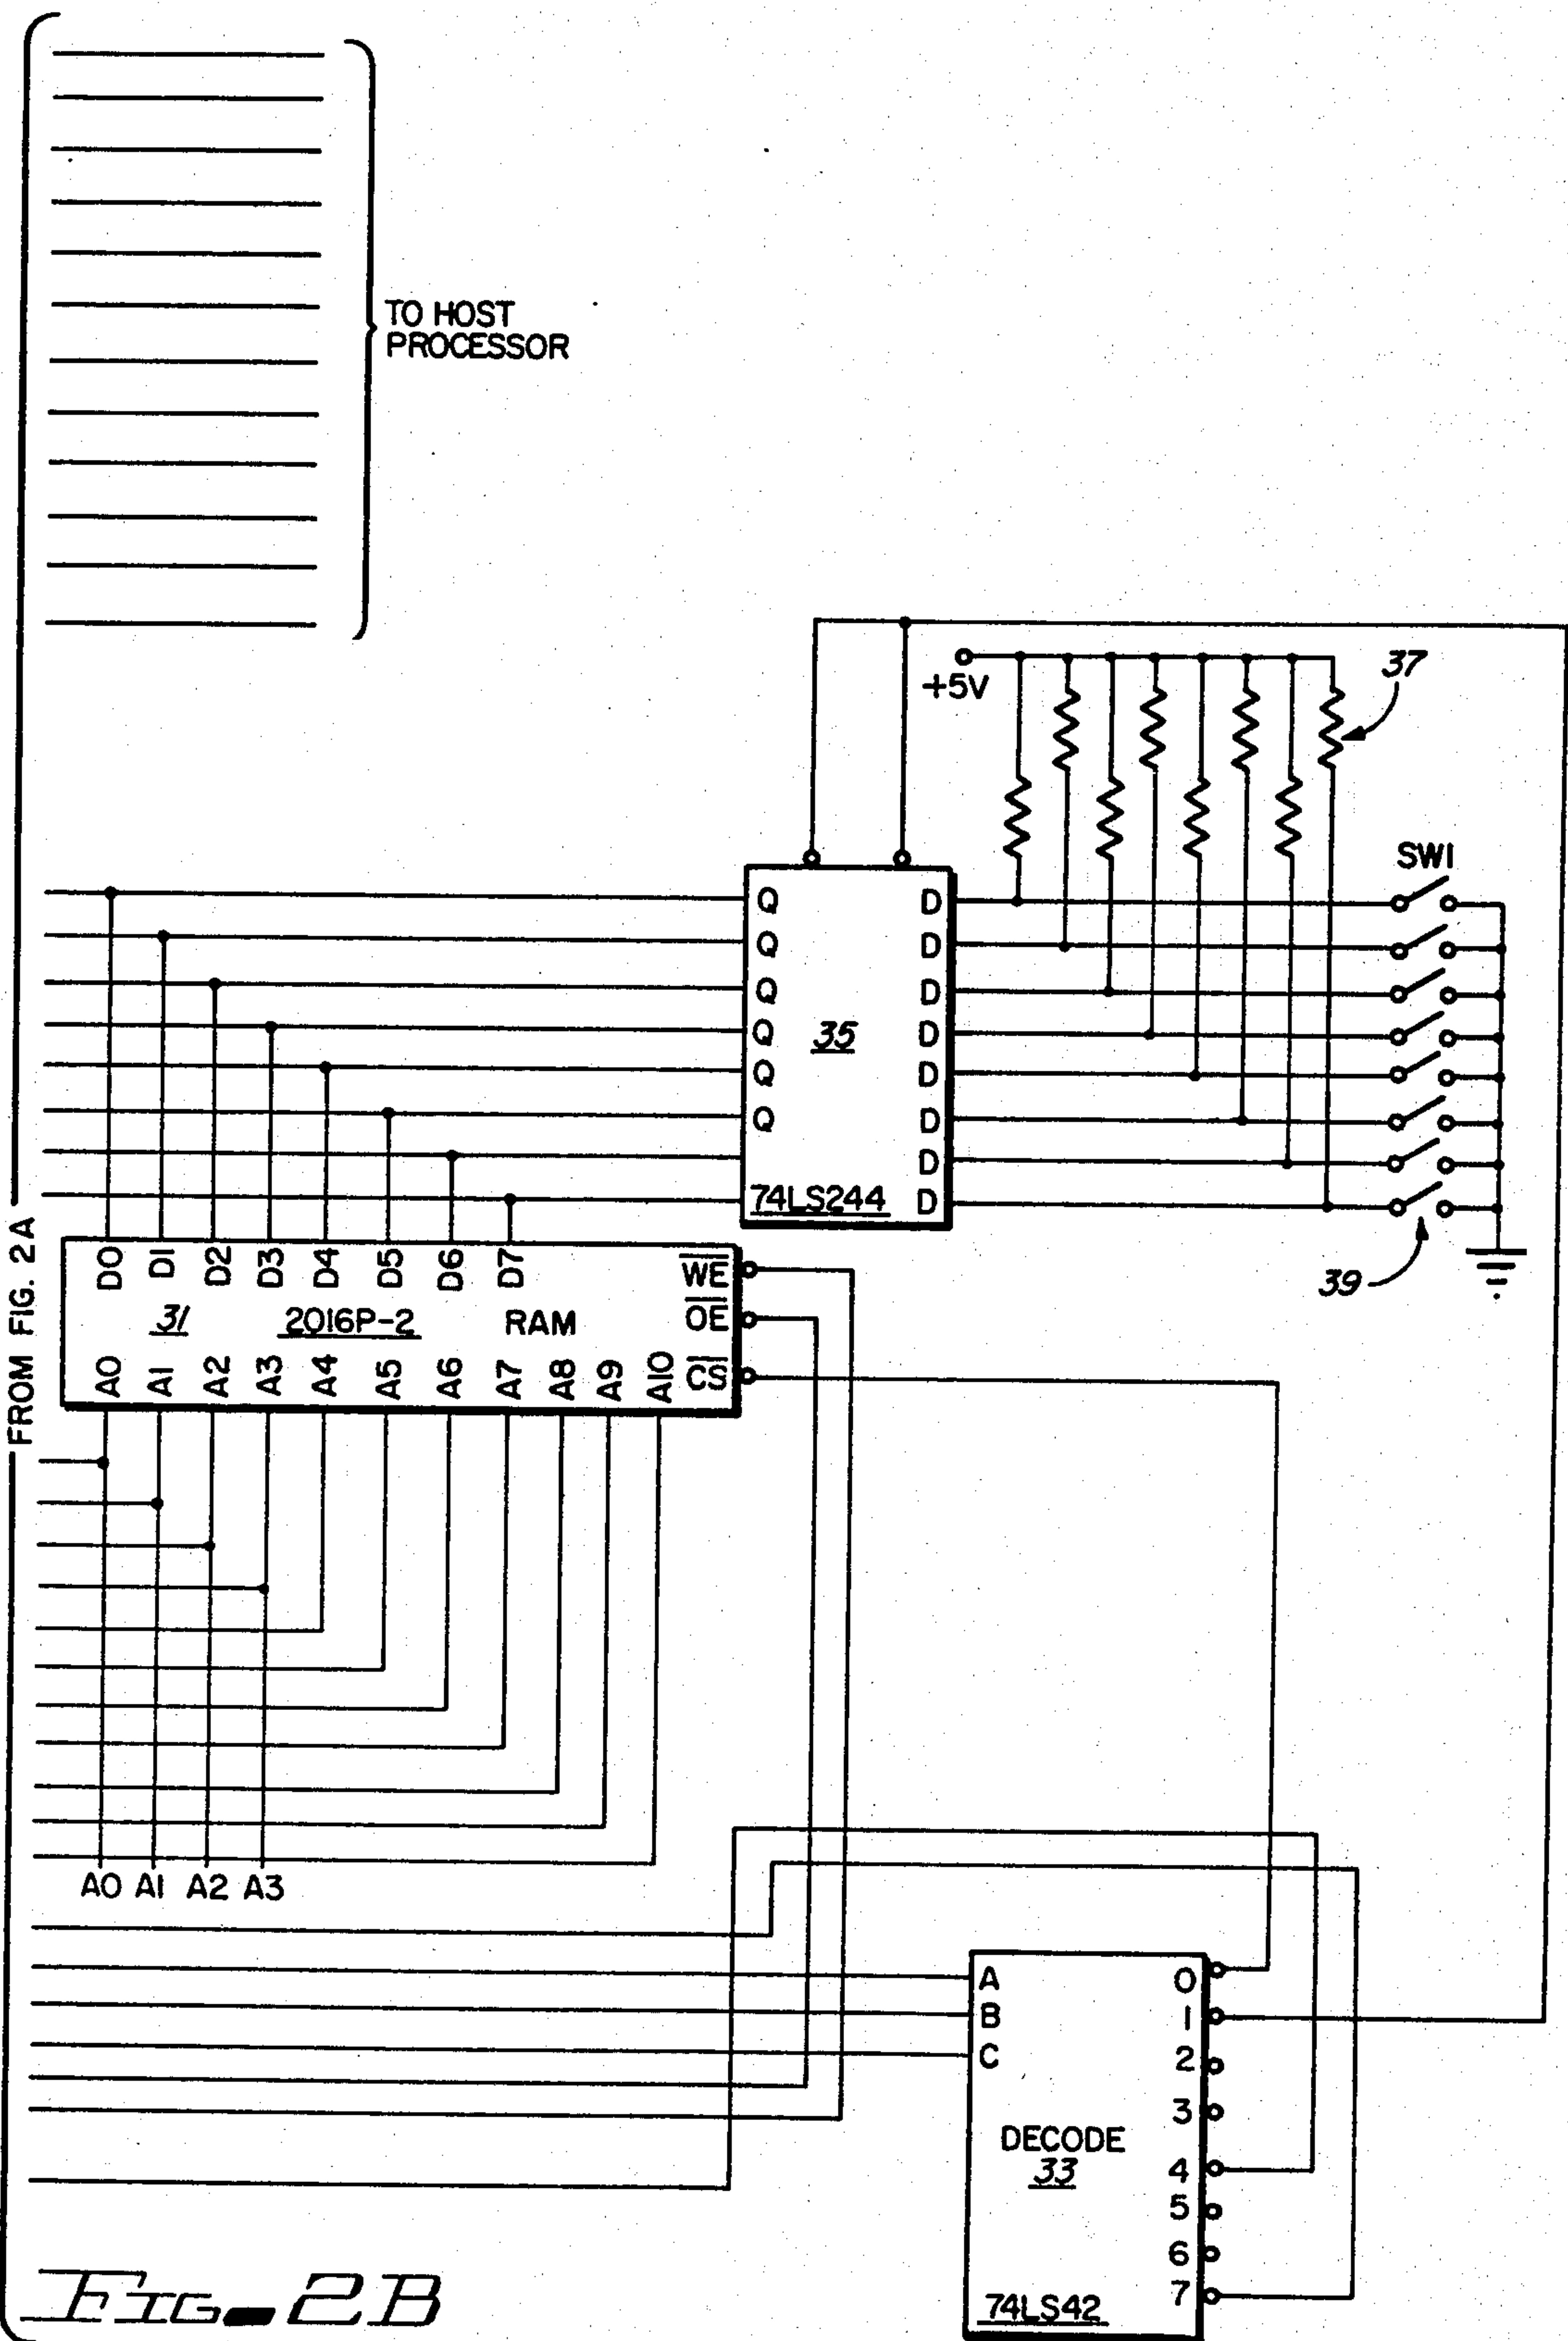 TO HOST
PROCESSOR
+5V
37
SW1
Q D
Q D
Q D
Q 35 D
Q D
Q D
D
74LS244 D
39
FROM FIG. 2A
D0 D1 D2 D3 D4 D5 D6 D7 WE
31 2016P-2 RAM OE
A0 A1 A2 A3 A4 A5 A6 A7 A8 A9 A10 CS
A0 A1 A2 A3
A 0
B 1
C 2
3
DECODE
33 4
5
6
7
74LS42
FIG. 2B